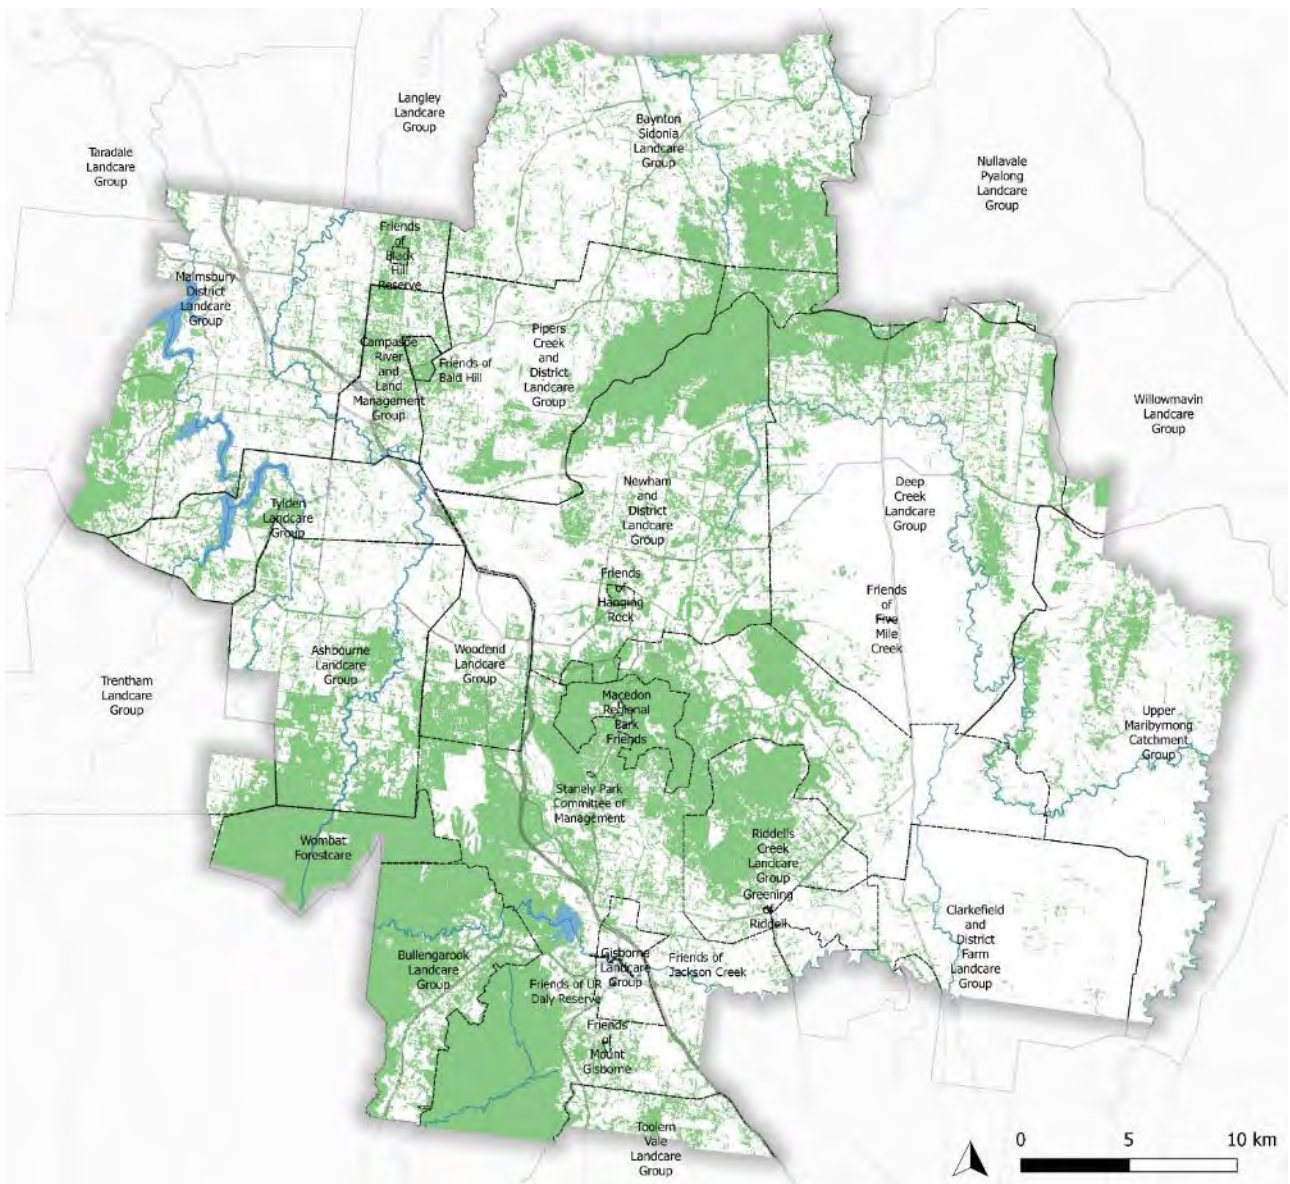 Langley
Landcare
Group
Baynton
Sidonia
Landcare
Group
Taradale
Landcare
Group
Nullavale
Pyalong
Landcare
Group
Friends
of
Black
Hill
Reserve
Malmsbury
District
Landcare
Group
Pipers
Creek
and
District
Landcare
Group
Campaspe
River
and
Land
Management
Group
Friends of
Bald Hill
Willowmavin
Landcare
Group
Newham
and
District
Landcare
Group
Deep
Creek
Landcare
Group
Tylden
Landcare
Group
Friends
of
Hanging
Rock
Friends
of
Five
Mile
Creek
Ashbourne
Landcare
Group
Woodend
Landcare
Group
Trentham
Landcare
Group
Macedon
Regional
Park
Friends
Upper
Maribyrnong
Catchment
Group
Stanely Park
Committee of
Management
Wombat
Forestcare
Riddells
Creek
Landcare
Group
Greening
of
Riddell
Clarkefield
and
District
Farm
Landcare
Group
Bullengarook
Landcare
Group
Gisborne
Landcare
Group
Friends of
Jackson Creek
Friends of UR
Daly Reserve
Friends
of
Mount
Gisborne
Toolern
Vale
Landcare
Group
0 5 10 km